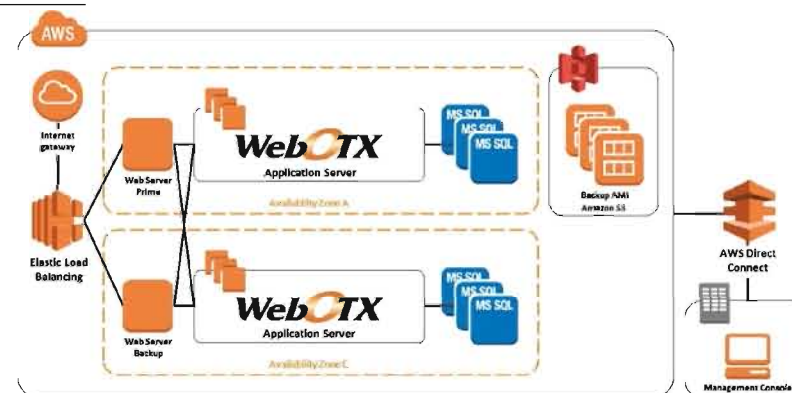 AWS
Internet
gateway
Elastic Load
Balancing
Web Server
Prime
WebOTX
Application Server
MS SQL
MS SQL
MS SQL
Availability Zone A
Web Server
Backup
WebOTX
Application Server
MS SQL
MS SQL
MS SQL
Availability Zone C
Backup AMI
Amazon S3
AWS Direct
Connect
Management Console